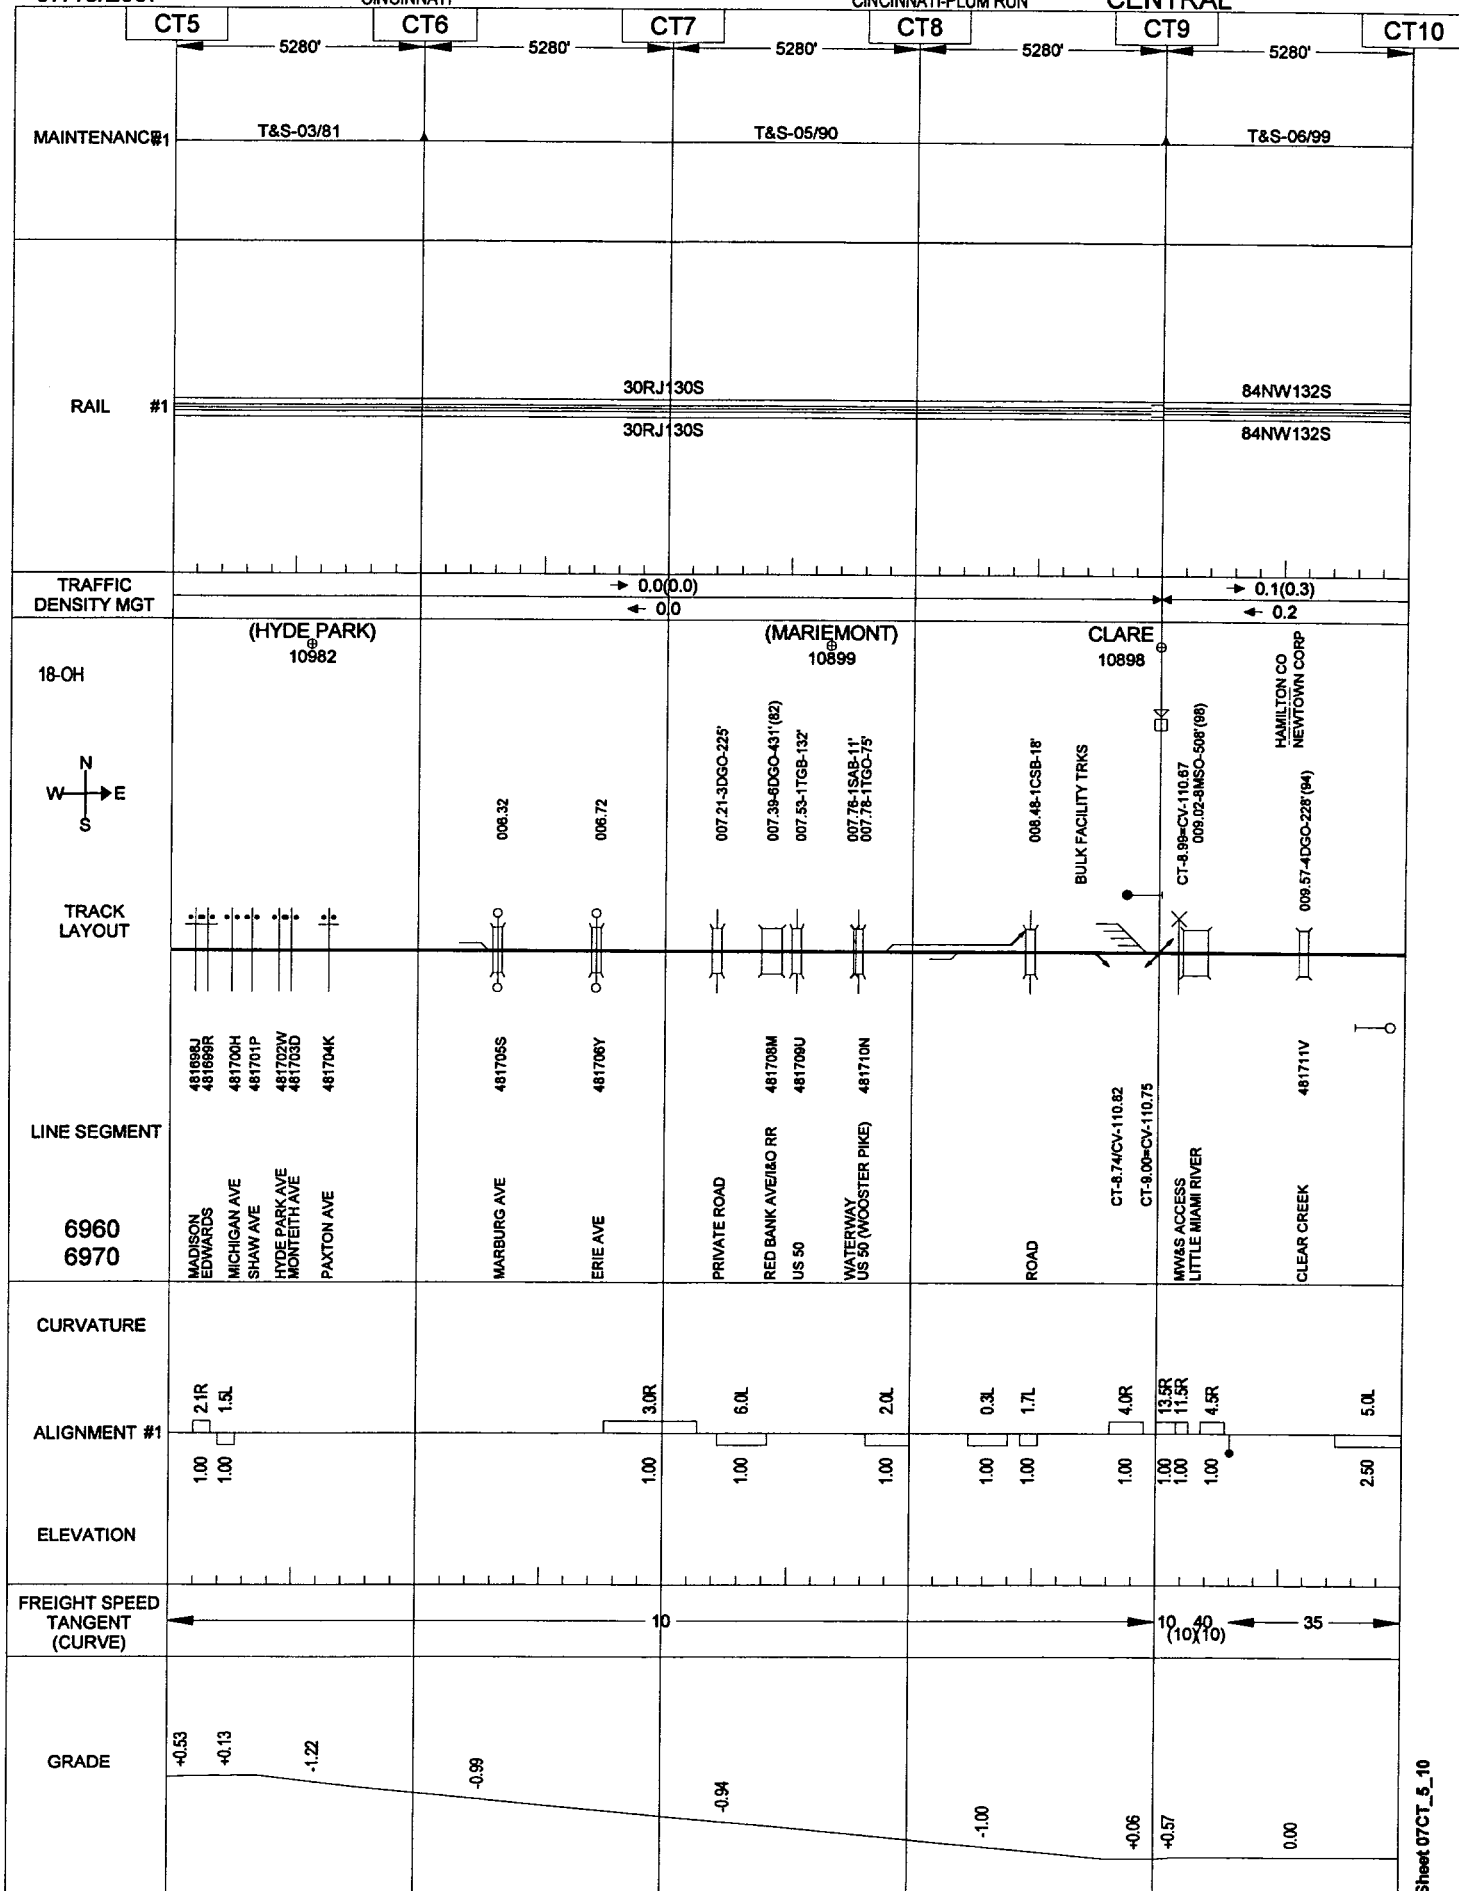 CINCINNATI
CINCINNATI-PLUM RUN
CENTRAL
CT5 CT6 CT7 CT8 CT9 CT10
5280' 5280' 5280' 5280' 5280'
MAINTENANCE #1
T&S-03/81 T&S-05/90 T&S-06/99
RAIL #1
30RJ130S 84NW132S
30RJ130S 84NW132S
TRAFFIC
DENSITY MGT
0.0(0.0) 0.1(0.3)
0.0 0.2
(HYDE PARK) (MARIEMONT) CLARE
10982 10899 10898
18-OH
HAMILTON CO
NEWTOWN CORP
N
W E
S
006.32
006.72
007.21-3DGO-225'
007.39-6DGO-431'(82)
007.53-1TGB-132'
007.76-1SAB-11'
007.78-1TGO-75'
008.48-1CSB-18'
BULK FACILITY TRKS
CT-8.99=CV-110.67
009.02-8MSO-508'(98)
009.57-4DGO-228'(94)
TRACK
LAYOUT
481698J
481699R
481700H
481701P
481702W
481703D
481704K
481705S
481706Y
481708M
481709U
481710N
481711V
CT-8.74/CV-110.82
CT-9.00=CV-110.75
LINE SEGMENT
6960
6970
MADISON
EDWARDS
MICHIGAN AVE
SHAW AVE
HYDE PARK AVE
MONTEITH AVE
PAXTON AVE
MARBURG AVE
ERIE AVE
PRIVATE ROAD
RED BANK AVE/I&O RR
US 50
WATERWAY
US 50 (WOOSTER PIKE)
ROAD
MW&S ACCESS
LITTLE MIAMI RIVER
CLEAR CREEK
CURVATURE
2.1R 1.5L 3.0R 6.0L 2.0L 0.3L 1.7L 4.0R 13.5R 11.5R 4.5R 5.0L
ALIGNMENT #1
1.00 1.00 1.00 1.00 1.00 1.00 1.00 1.00 1.00 1.00 1.00 2.50
ELEVATION
FREIGHT SPEED
TANGENT
(CURVE)
10 10 40 35
(10)(10)
GRADE
+0.53 +0.13 -1.22 -0.99 -0.94 -1.00 +0.06 +0.57 0.00
Sheet 07CT_5_10